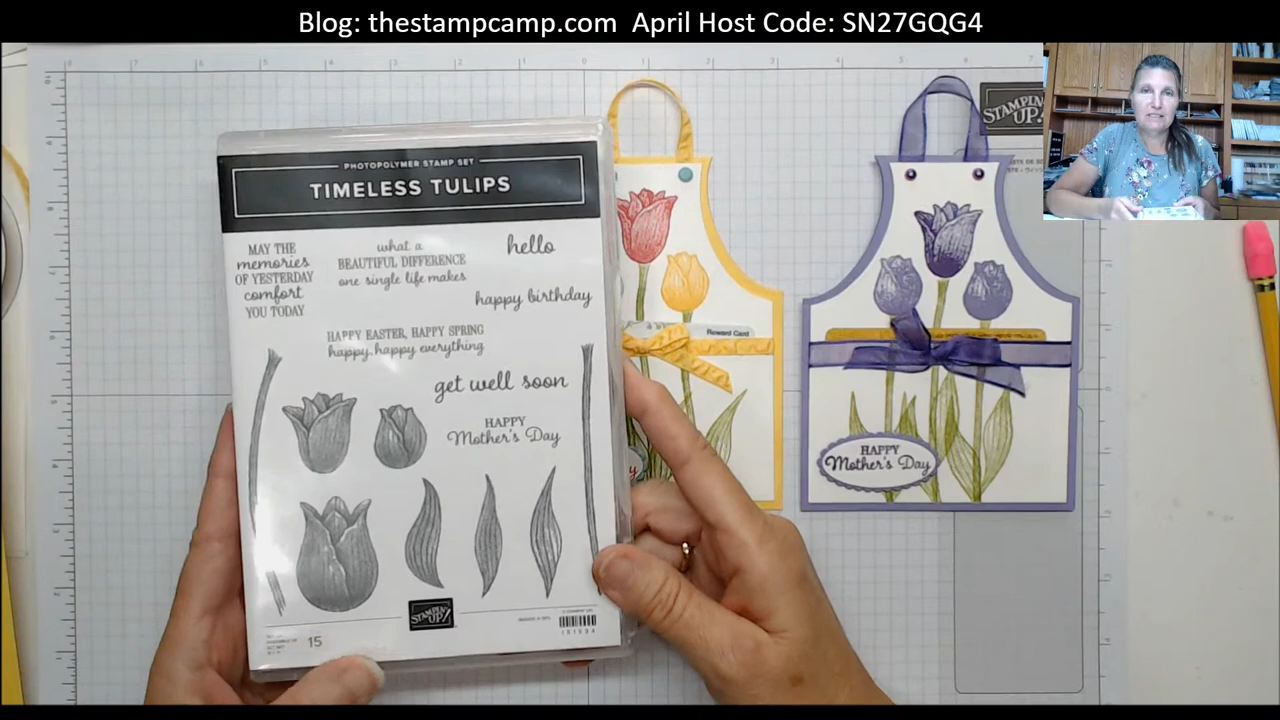 Blog: thestampcamp.com  April Host Code: SN27GQG4
PHOTOPOLYMER STAMP SET
TIMELESS TULIPS
MAY THE
memories
OF YESTERDAY
comfort
YOU TODAY
what a
BEAUTIFUL DIFFERENCE
one single life makes
hello
happy birthday
HAPPY EASTER, HAPPY SPRING
happy, happy everything
get well soon
HAPPY
Mother's Day
STAMPIN' UP!
15
Reward Card
HAPPY
Mother's Day
STAMPIN' UP!